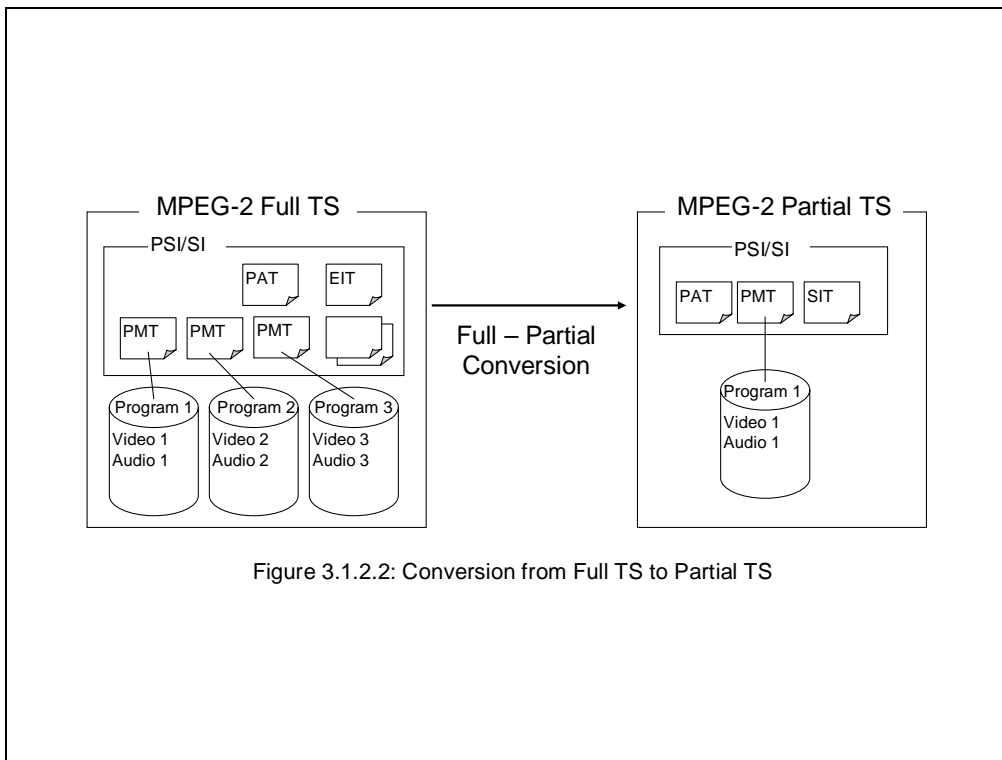 MPEG-2 Full TS
PSI/SI
PAT
EIT
PMT
PMT
PMT
Program 1
Video 1
Audio 1
Program 2
Video 2
Audio 2
Program 3
Video 3
Audio 3
Full – Partial
Conversion
MPEG-2 Partial TS
PSI/SI
PAT
PMT
SIT
Program 1
Video 1
Audio 1
Figure 3.1.2.2: Conversion from Full TS to Partial TS